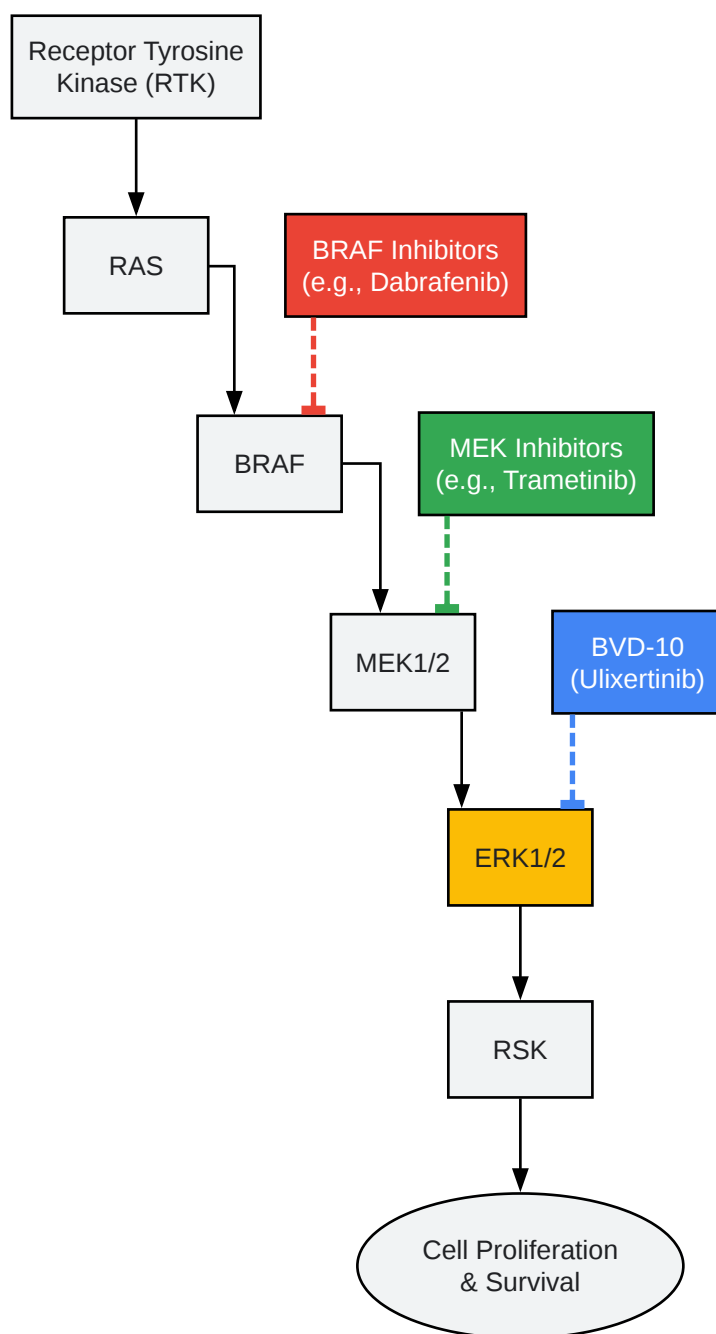 Receptor Tyrosine
Kinase (RTK)
RAS
BRAF Inhibitors
(e.g., Dabrafenib)
BRAF
MEK Inhibitors
(e.g., Trametinib)
MEK1/2
BVD-10
(Ulixertinib)
ERK1/2
RSK
Cell Proliferation
& Survival